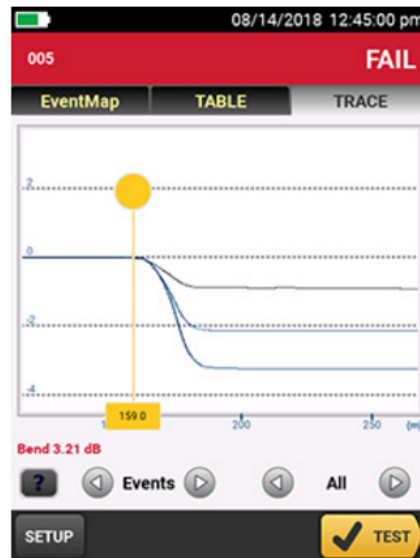 08/14/2018 12:45:00 pm
005 FAIL
EventMap TABLE TRACE
2
0
-2
-4
159.0
200 250 (m)
Bend 3.21 dB
? Events All
SETUP TEST